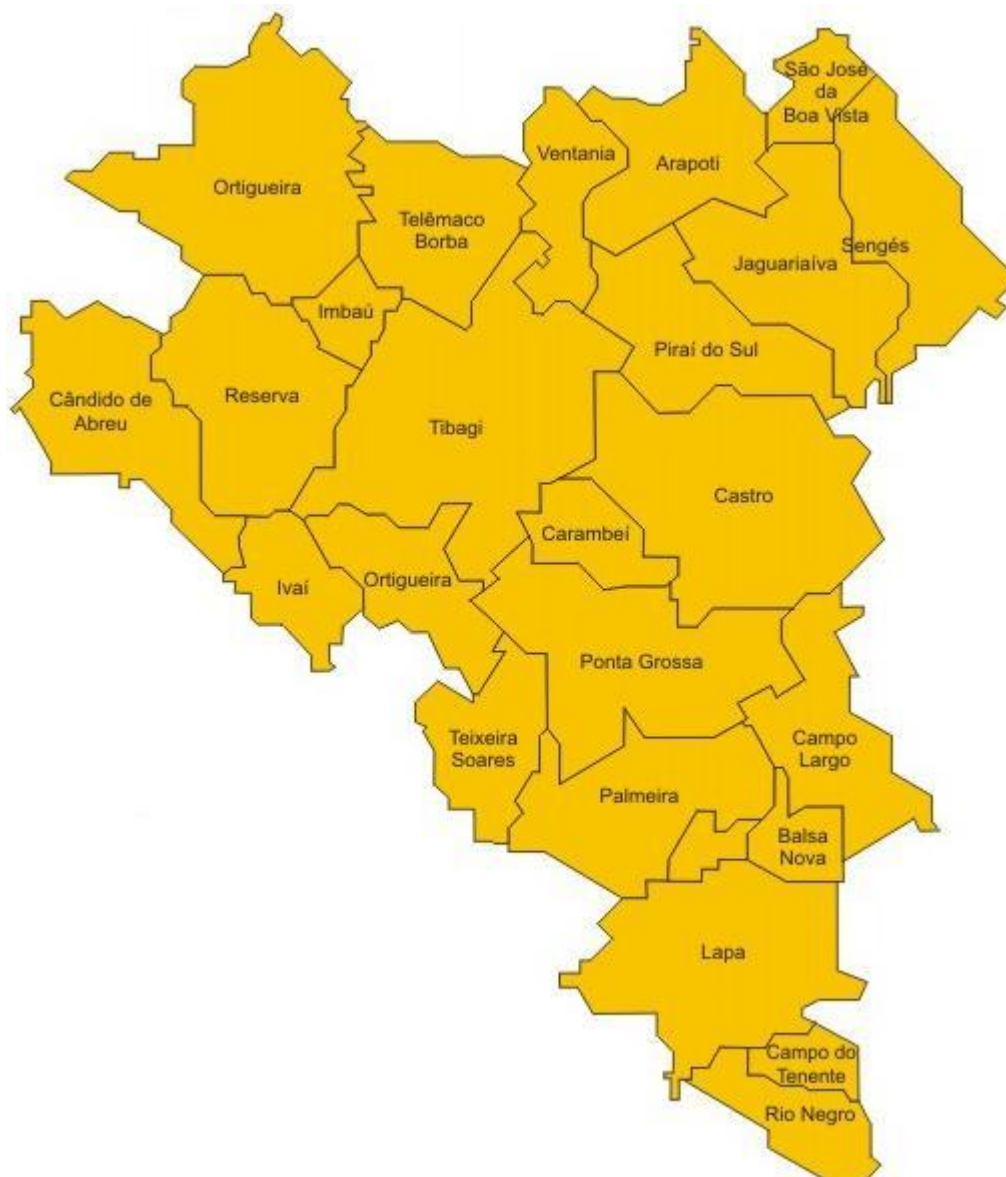 São José
da
Boa Vista
Ventania
Arapoti
Ortigueira
Telêmaco
Borba
Sengés
Jaguariaíva
Imbaú
Piraí do Sul
Cândido de
Abreu
Reserva
Tibagi
Castro
Carambeí
Ivaí
Ortigueira
Ponta Grossa
Teixeira
Soares
Campo
Largo
Palmeira
Balsa
Nova
Lapa
Campo do
Tenente
Rio Negro